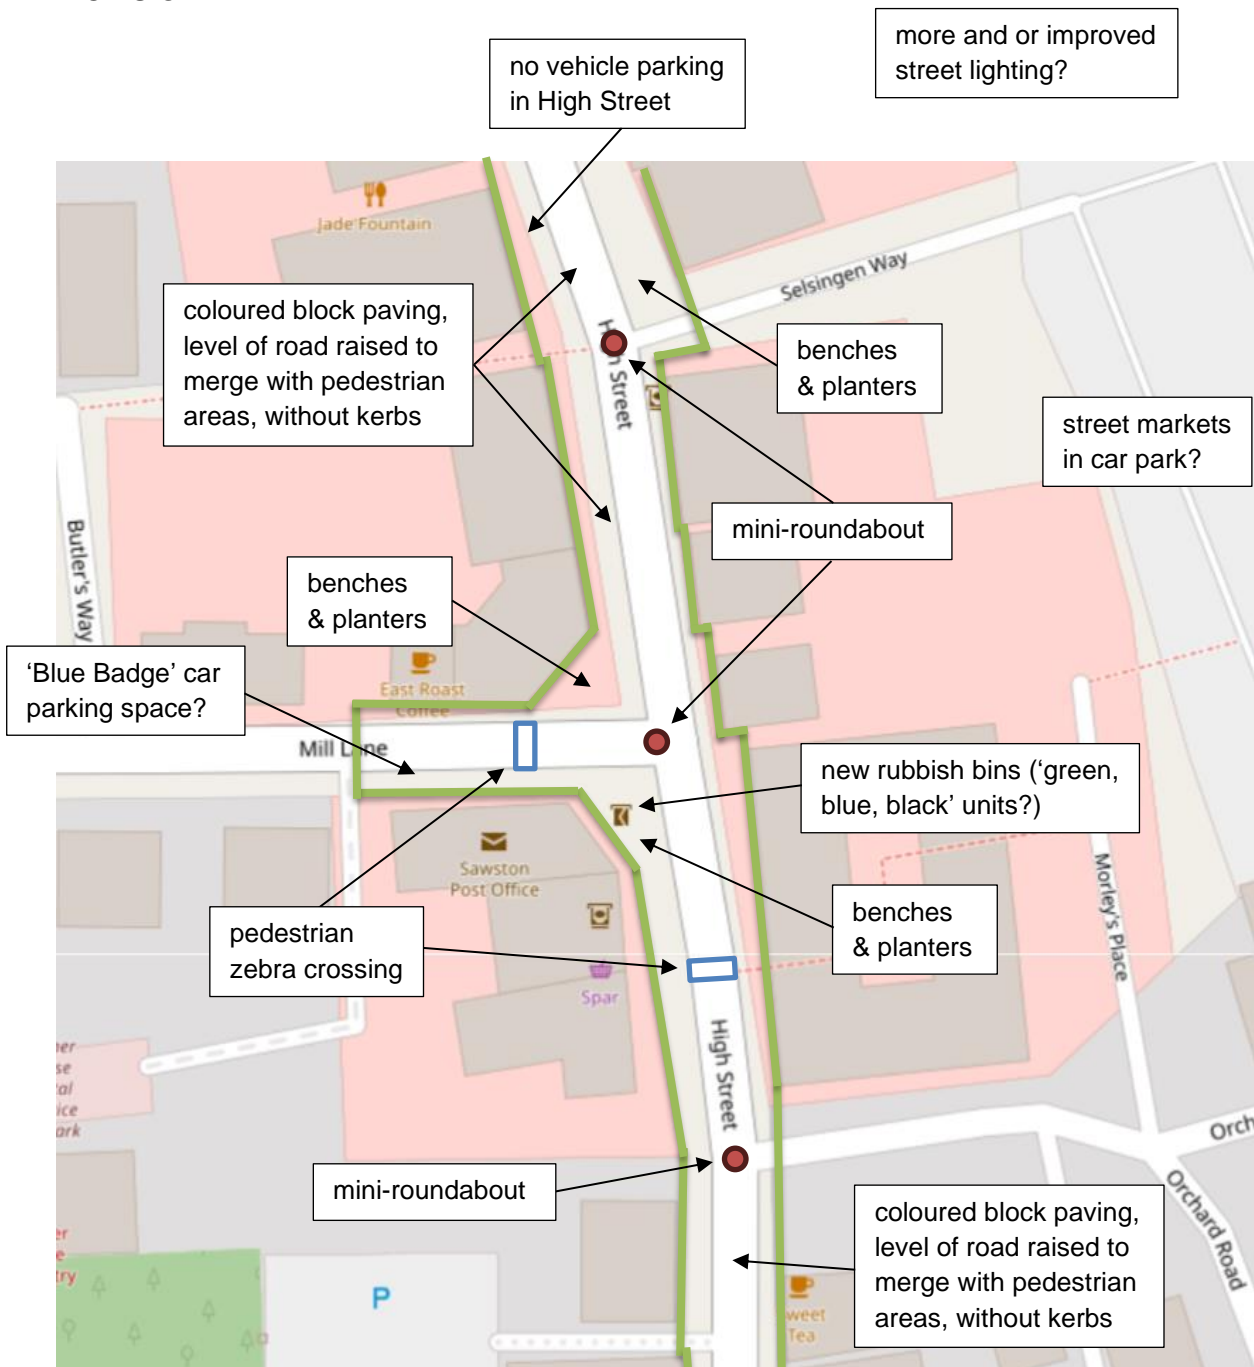 more and or improved
street lighting?
no vehicle parking
in High Street
Jade Fountain
Selsingen Way
coloured block paving,
level of road raised to
merge with pedestrian
areas, without kerbs
High Street
benches
& planters
street markets
in car park?
mini-roundabout
Butler's Way
benches
& planters
'Blue Badge' car
parking space?
East Roast
Coffee
Mill Lane
new rubbish bins ('green,
blue, black' units?)
Sawston
Post Office
Morley's Place
benches
& planters
pedestrian
zebra crossing
Spar
High Street
mini-roundabout
Orchard Road
coloured block paving,
level of road raised to
merge with pedestrian
areas, without kerbs
P
Tea